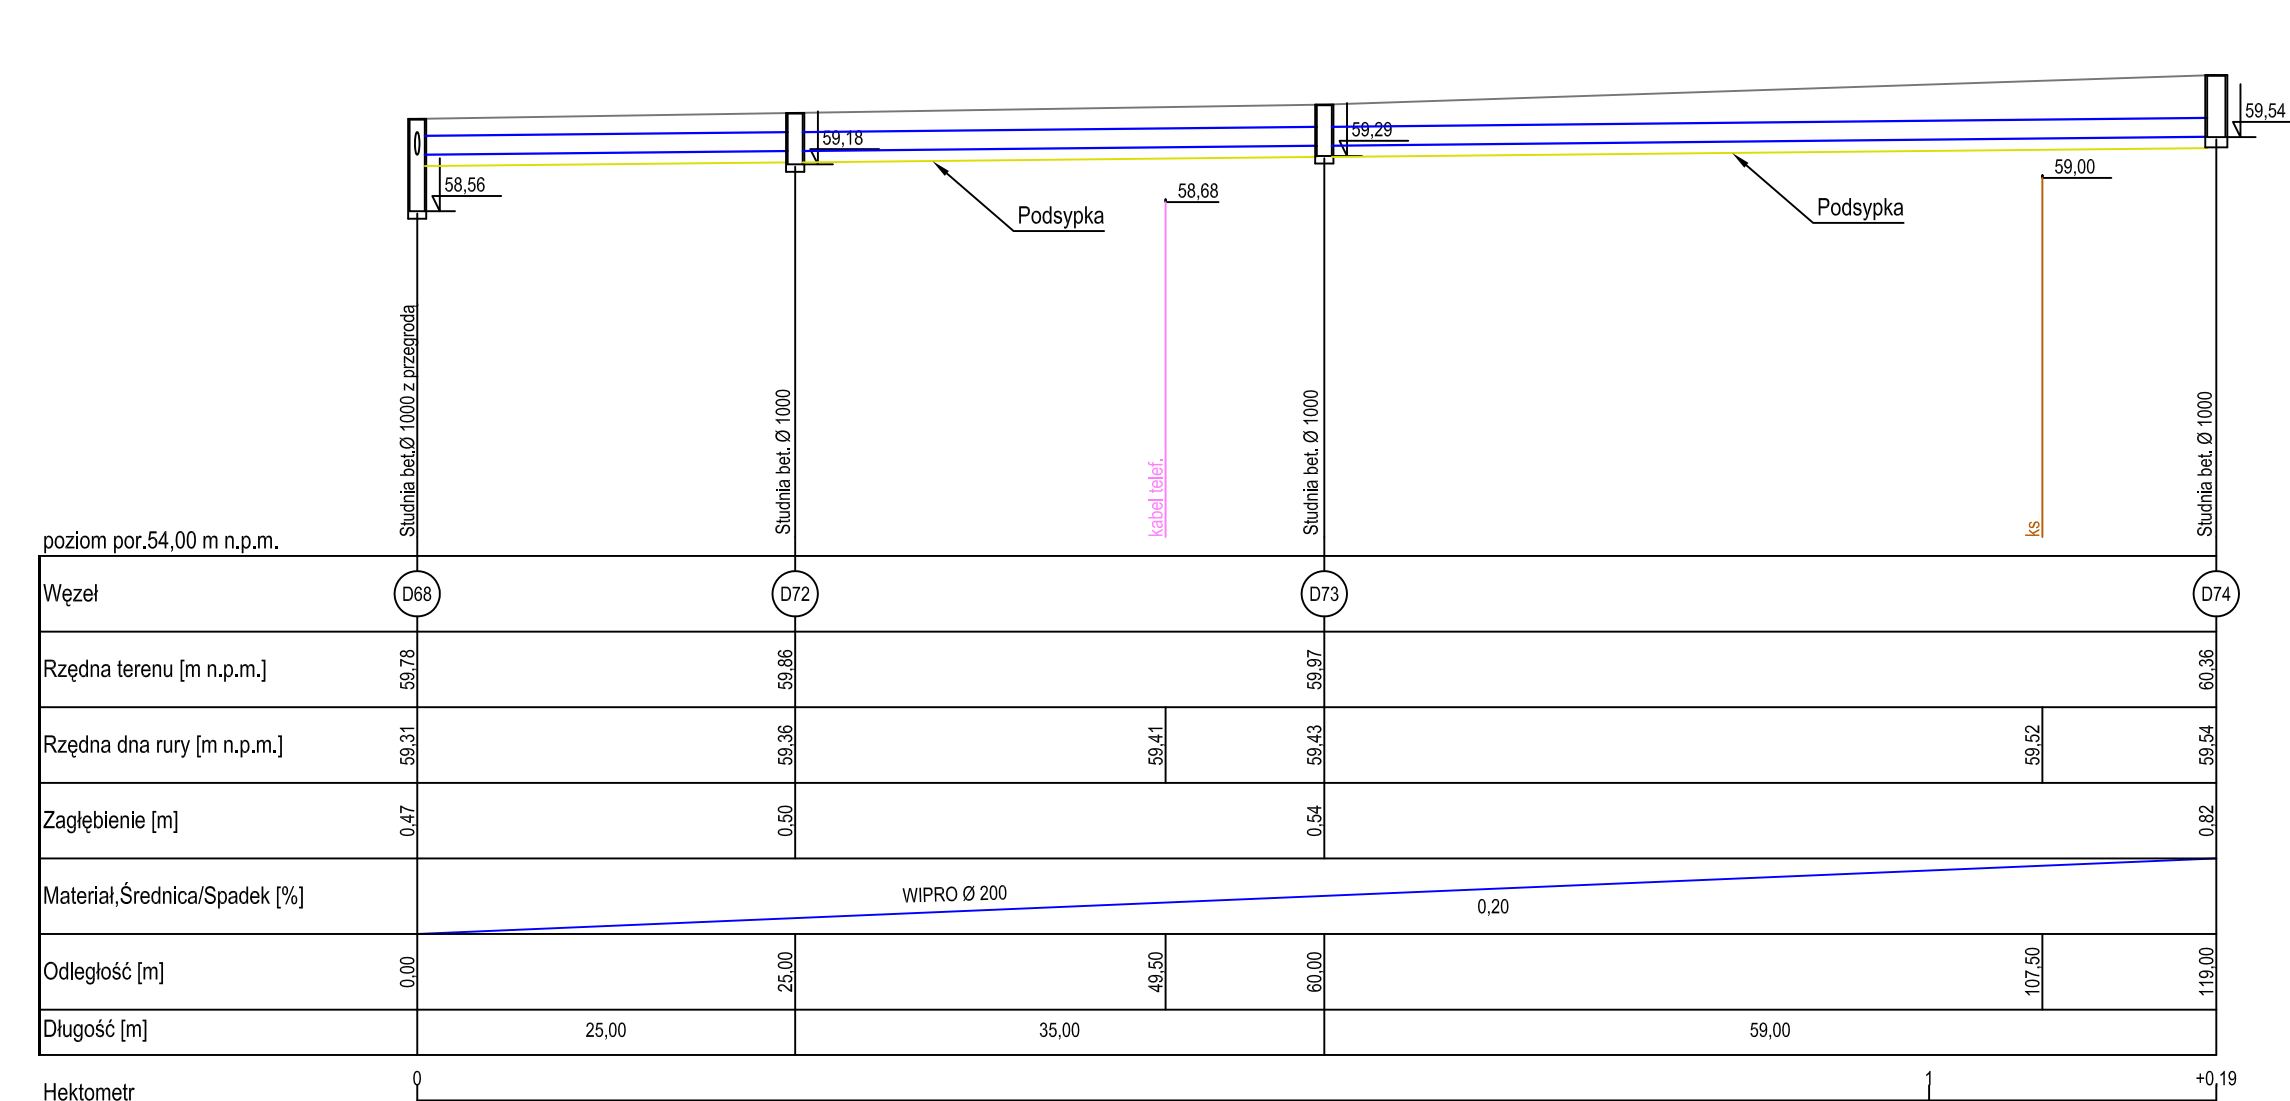 59,54
59,18
59,29
58,56
58,68
59,00
Podsypka
Podsypka
Studnia bet.Ø 1000 z przegrodą
Studnia bet. Ø 1000
kabel telef.
Studnia bet. Ø 1000
ks
Studnia bet. Ø 1000
poziom por.54,00 m n.p.m.
Węzeł D68 D72 D73 D74
Rzędna terenu [m n.p.m.] 59,78 59,86 59,97 60,36
Rzędna dna rury [m n.p.m.] 59,31 59,36 59,41 59,43 59,52 59,54
Zagłębienie [m] 0,47 0,50 0,54 0,82
Materiał,Średnica/Spadek [%] WIPRO Ø 200 0,20
Odległość [m] 0,00 25,00 49,50 60,00 107,50 119,00
Długość [m] 25,00 35,00 59,00
Hektometr 0 1 +0,19